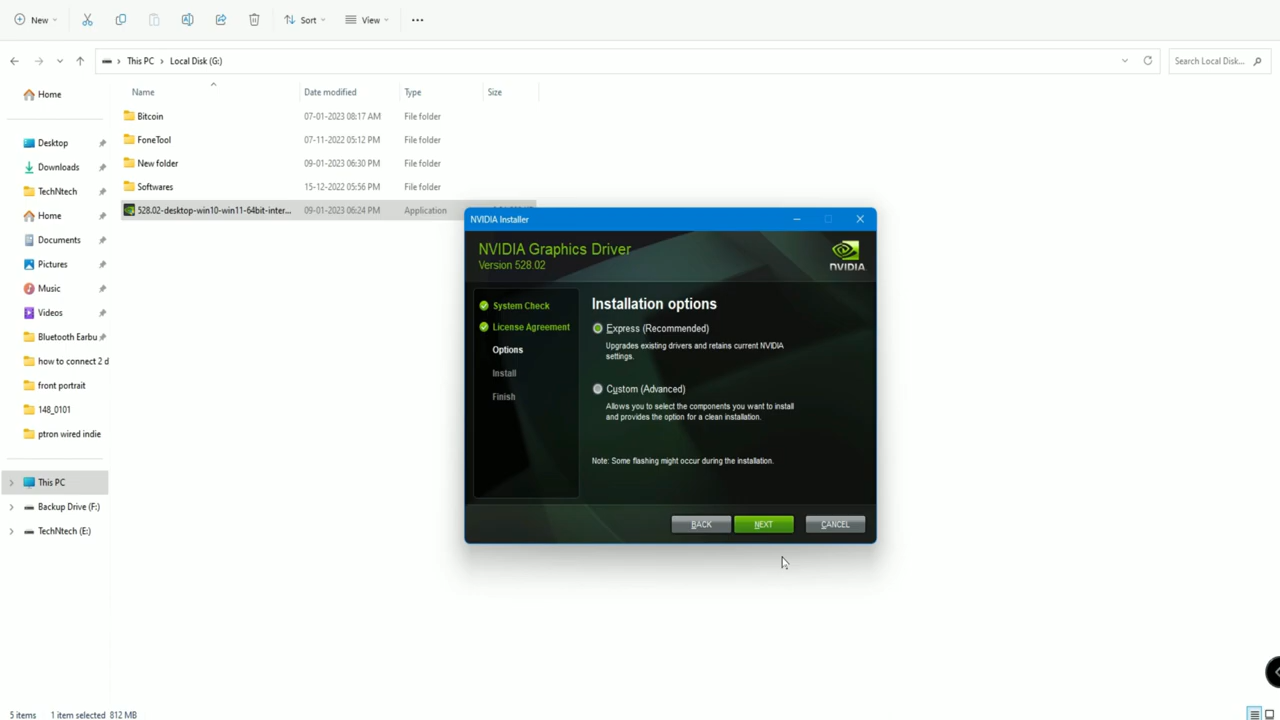 New
Sort
View
This PC > Local Disk (G:)
Search Local Disk...
Name Date modified Type Size
Bitcoin 07-01-2023 08:17 AM File folder
FoneTool 07-11-2022 05:12 PM File folder
New folder 09-01-2023 06:30 PM File folder
Softwares 15-12-2022 05:56 PM File folder
528.02-desktop-win10-win11-64bit-inter... 09-01-2023 06:24 PM Application
Home
Desktop
Downloads
TechNtech
Home
Documents
Pictures
Music
Videos
Bluetooth Earbu
how to connect 2 d
front portrait
148_0101
ptron wired indie
This PC
Backup Drive (F:)
TechNtech (E:)
NVIDIA Installer
NVIDIA Graphics Driver
Version 528.02
NVIDIA
System Check
License Agreement
Options
Install
Finish
Installation options
Express (Recommended)
Upgrades existing drivers and retains current NVIDIA
settings.
Custom (Advanced)
Allows you to select the components you want to install
and provides the option for a clean installation.
Note: Some flashing might occur during the installation.
BACK NEXT CANCEL
5 items 1 item selected 812 MB